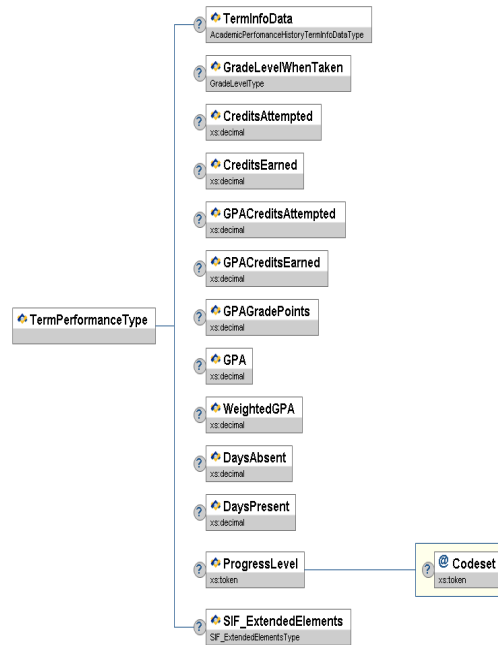 TermInfoData
AcademicPerfomanceHistoryTermInfoDataType
? GradeLevelWhenTaken
GradeLevelType
? CreditsAttempted
xs:decimal
? CreditsEarned
xs:decimal
? GPACreditsAttempted
xs:decimal
? GPACreditsEarned
xs:decimal
TermPerformanceType
? GPAGradePoints
xs:decimal
? GPA
xs:decimal
? WeightedGPA
xs:decimal
? DaysAbsent
xs:decimal
? DaysPresent
xs:decimal
? ProgressLevel
xs:token
? @ Codeset
xs:token
? SIF_ExtendedElements
SIF_ExtendedElementsType